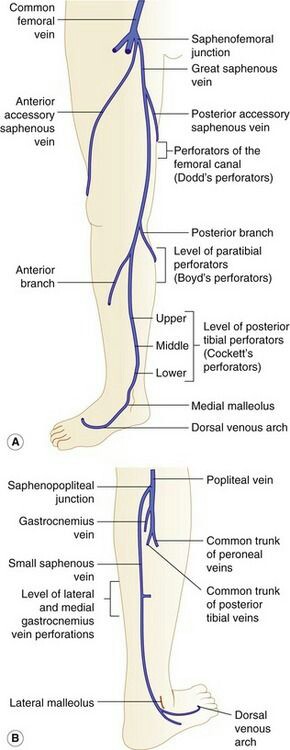 Common
femoral
vein
Saphenofemoral
junction
Great saphenous
vein
Anterior
accessory
saphenous vein
Posterior accessory
saphenous vein
Perforators of the
femoral canal
(Dodd's perforators)
Posterior branch
Level of paratibial
perforators
(Boyd's perforators)
Anterior
branch
Upper
Middle
Lower
Level of posterior
tibial perforators
(Cockett's
perforators)
Medial malleolus
Dorsal venous arch
A
Popliteal vein
Saphenopopliteal
junction
Gastrocnemius
vein
Common trunk
of peroneal
veins
Small saphenous
vein
Common trunk
of posterior
tibial veins
Level of lateral
and medial
gastrocnemius
vein perforations
Lateral malleolus
Dorsal
venous
arch
B